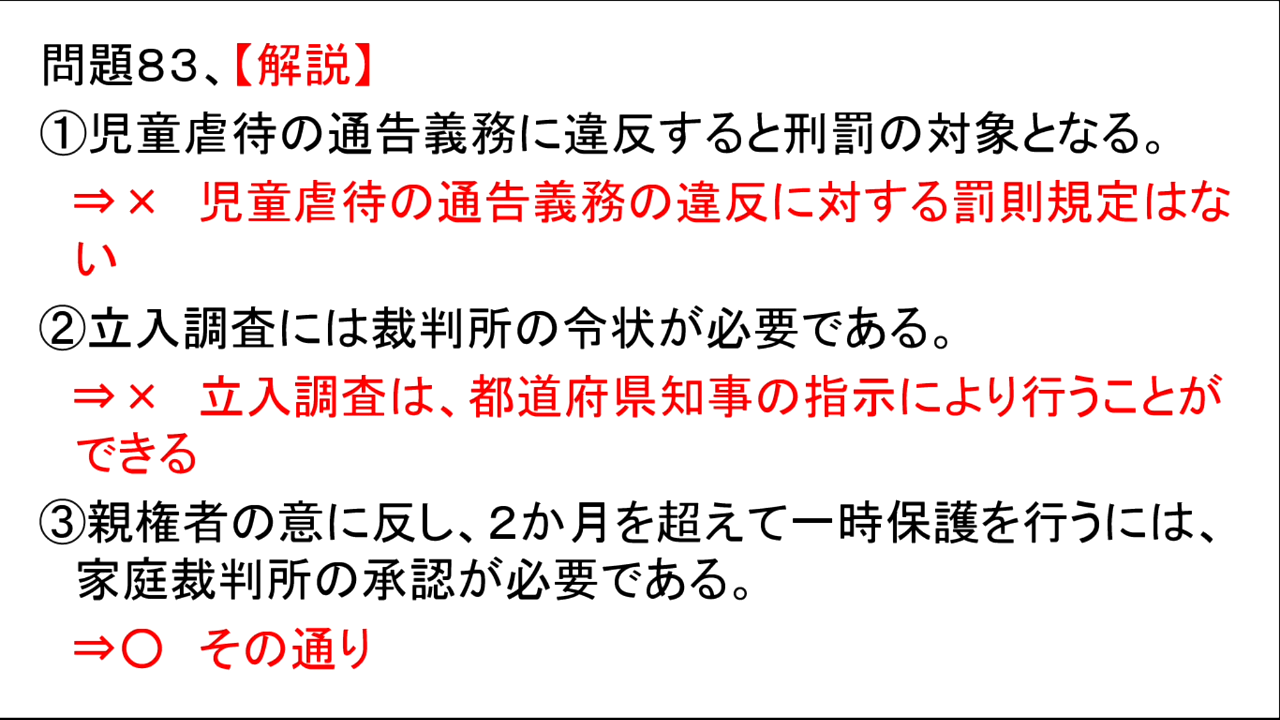 問題８３、【解説】
①児童虐待の通告義務に違反すると刑罰の対象となる。
⇒×　児童虐待の通告義務の違反に対する罰則規定はな
い
②立入調査には裁判所の令状が必要である。
⇒×　立入調査は、都道府県知事の指示により行うことが
できる
③親権者の意に反し、２か月を超えて一時保護を行うには、
家庭裁判所の承認が必要である。
⇒〇　その通り